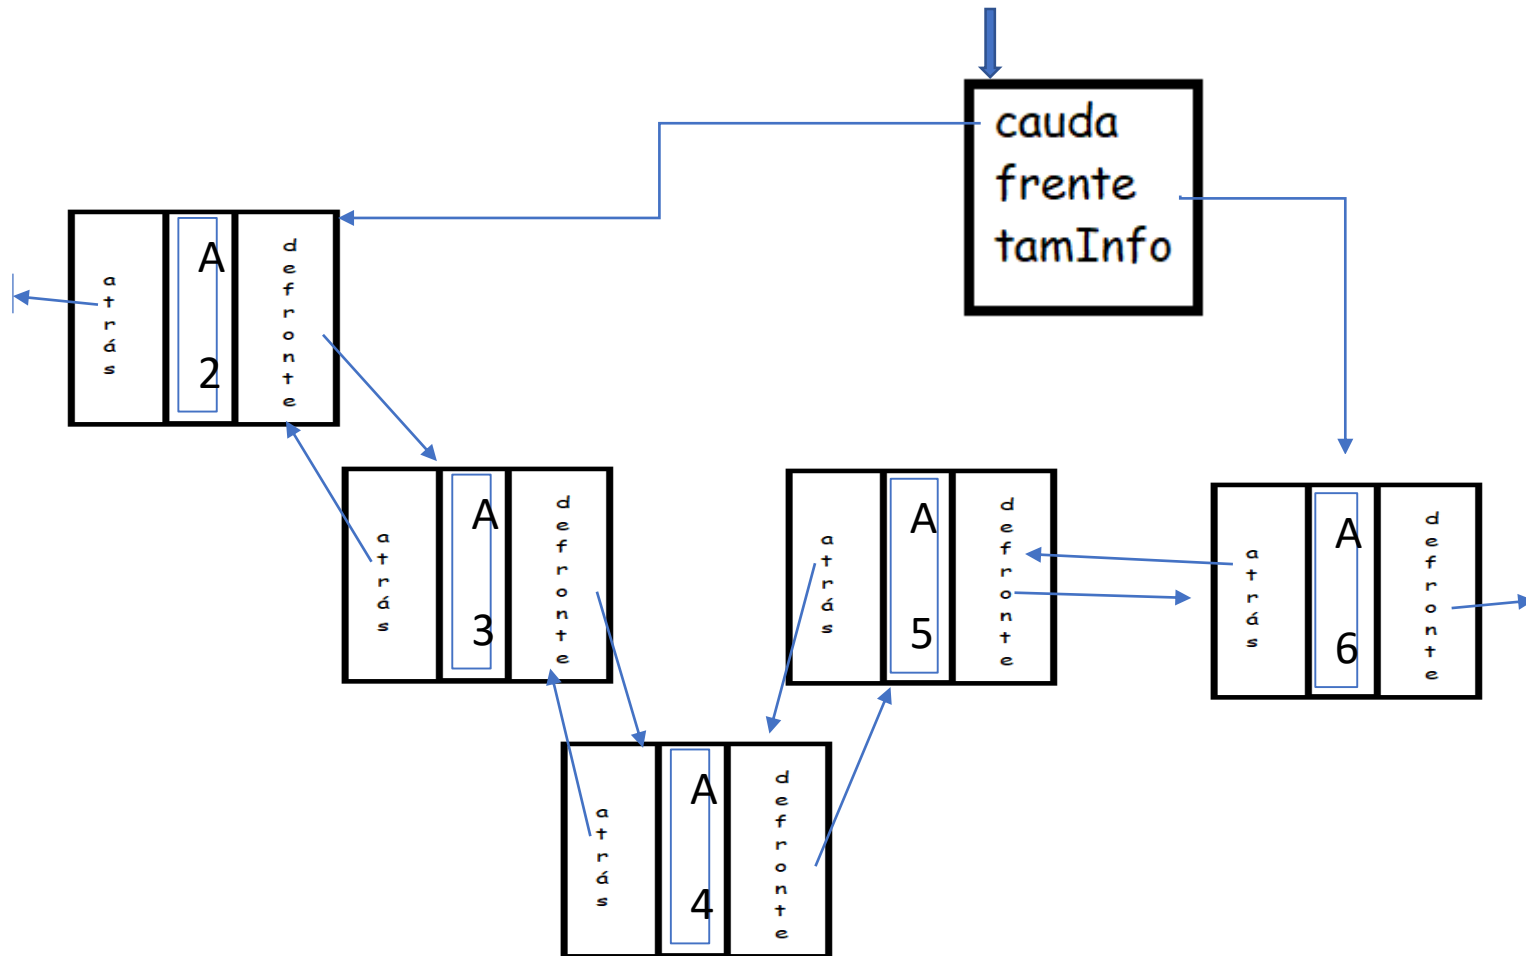 cauda
frente
tamInfo
atrás
A
2
defronte
atrás
A
3
defronte
atrás
A
4
defronte
atrás
A
5
defronte
atrás
A
6
defronte